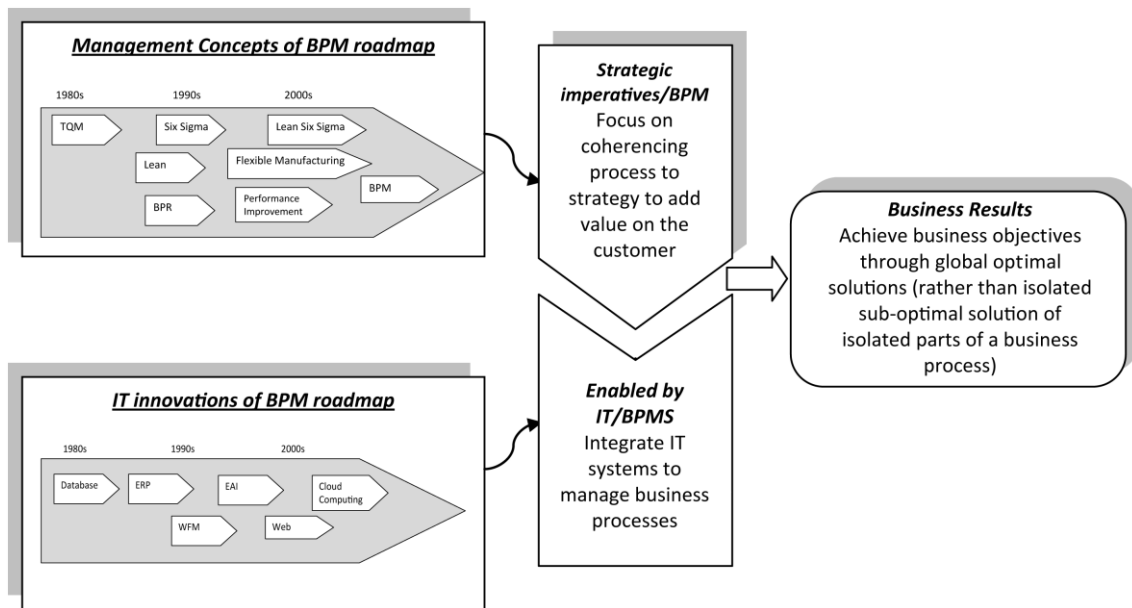 Management Concepts of BPM roadmap
1980s 1990s 2000s
TQM Six Sigma Lean Six Sigma
Lean Flexible Manufacturing
BPM
BPR Performance
Improvement
Strategic
imperatives/BPM
Focus on
coherencing
process to
strategy to add
value on the
customer
IT innovations of BPM roadmap
1980s 1990s 2000s
Database ERP EAI Cloud
Computing
WFM Web
Enabled by
IT/BPMS
Integrate IT
systems to
manage business
processes
Business Results
Achieve business objectives
through global optimal
solutions (rather than isolated
sub-optimal solution of
isolated parts of a business
process)